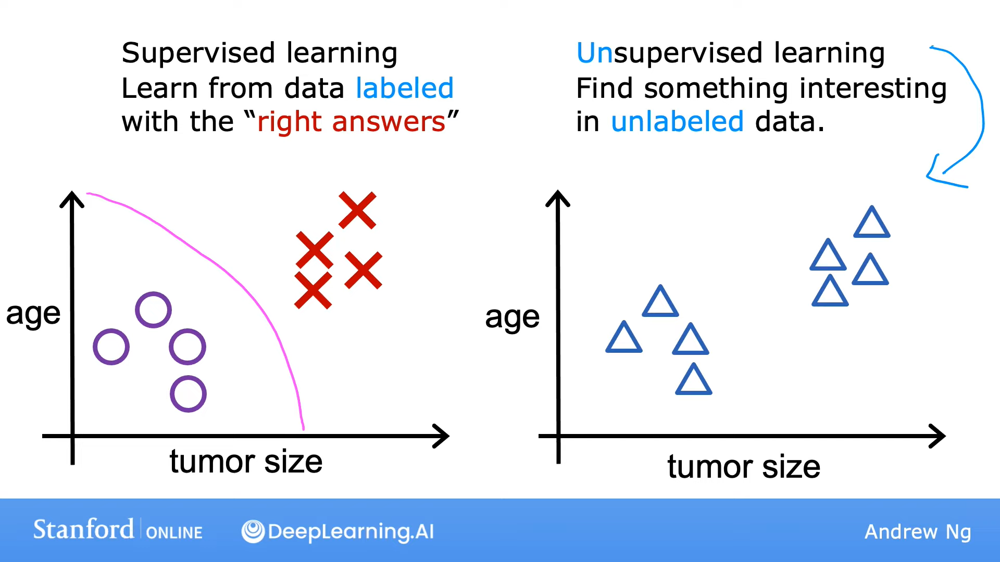 Supervised learning
Learn from data labeled
with the “right answers”
Unsupervised learning
Find something interesting
in unlabeled data.
age
tumor size
age
tumor size
Stanford | ONLINE
DeepLearning.AI
Andrew Ng